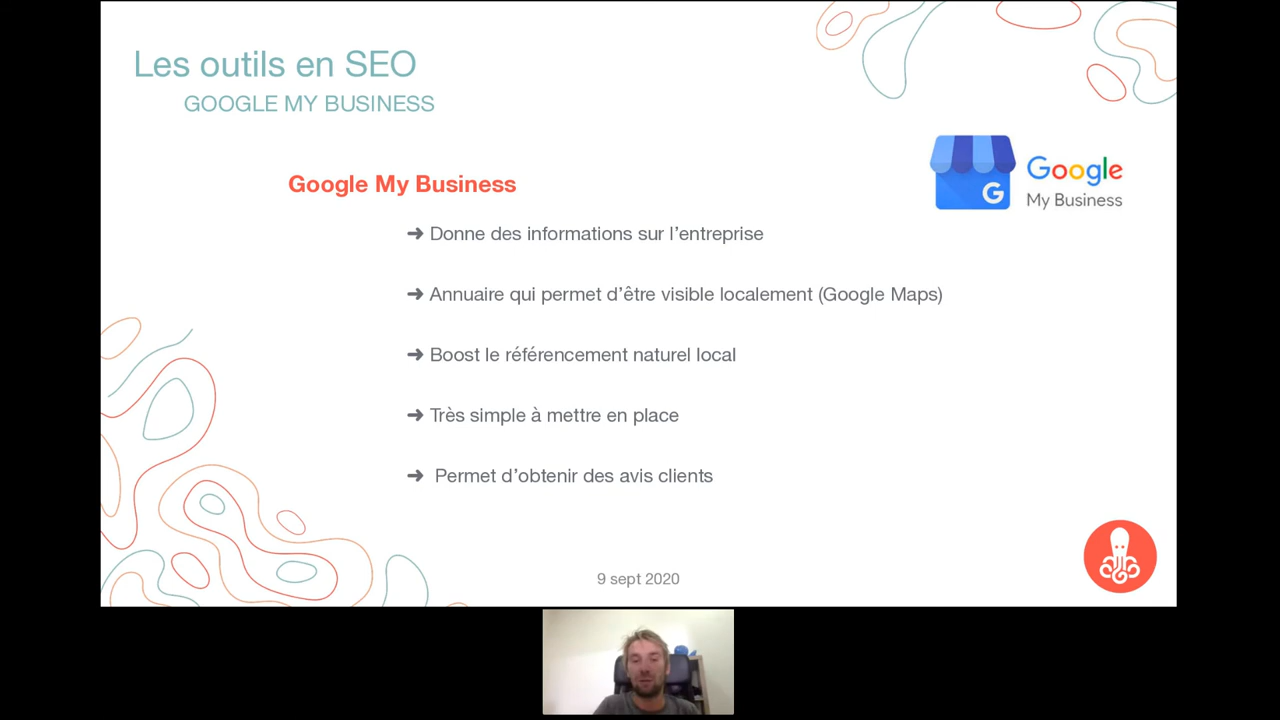 Les outils en SEO
GOOGLE MY BUSINESS
Google
My Business
G
Google My Business
➜ Donne des informations sur l’entreprise
➜ Annuaire qui permet d’être visible localement (Google Maps)
➜ Boost le référencement naturel local
➜ Très simple à mettre en place
➜ Permet d’obtenir des avis clients
9 sept 2020